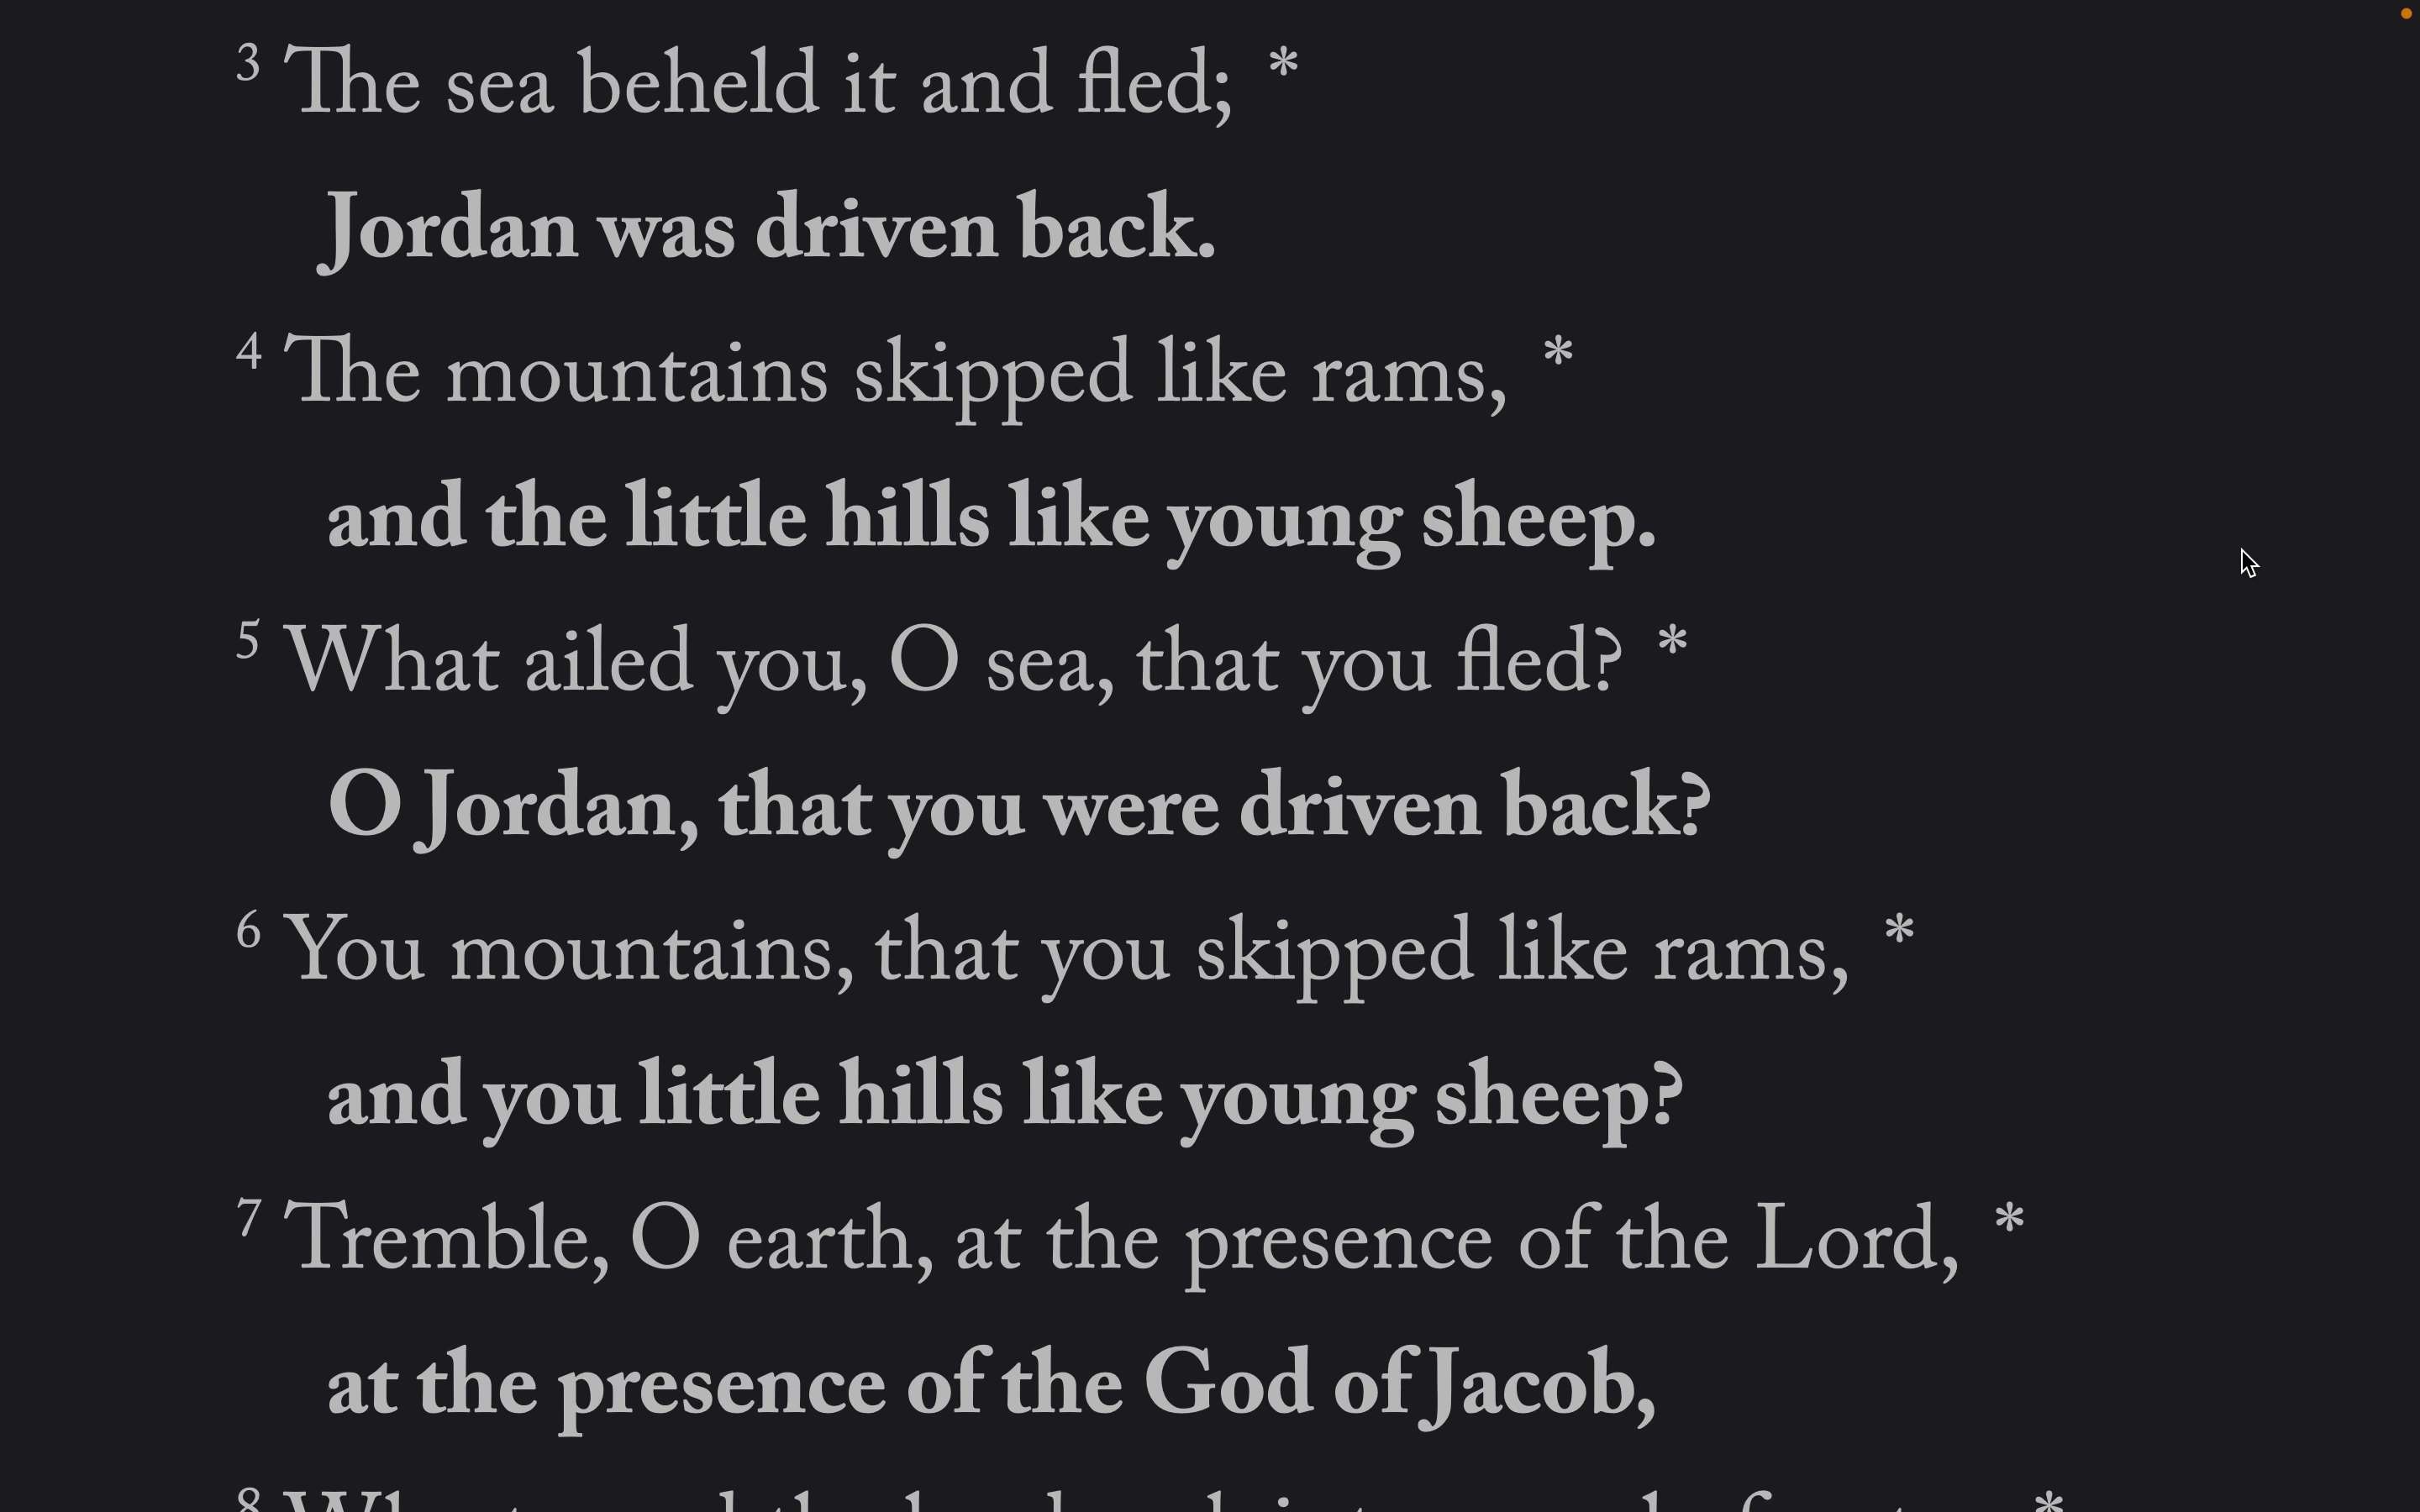 3 The sea beheld it and fled; *
Jordan was driven back.
4 The mountains skipped like rams, *
and the little hills like young sheep.
5 What ailed you, O sea, that you fled? *
O Jordan, that you were driven back?
6 You mountains, that you skipped like rams, *
and you little hills like young sheep?
7 Tremble, O earth, at the presence of the Lord, *
at the presence of the God of Jacob,
8